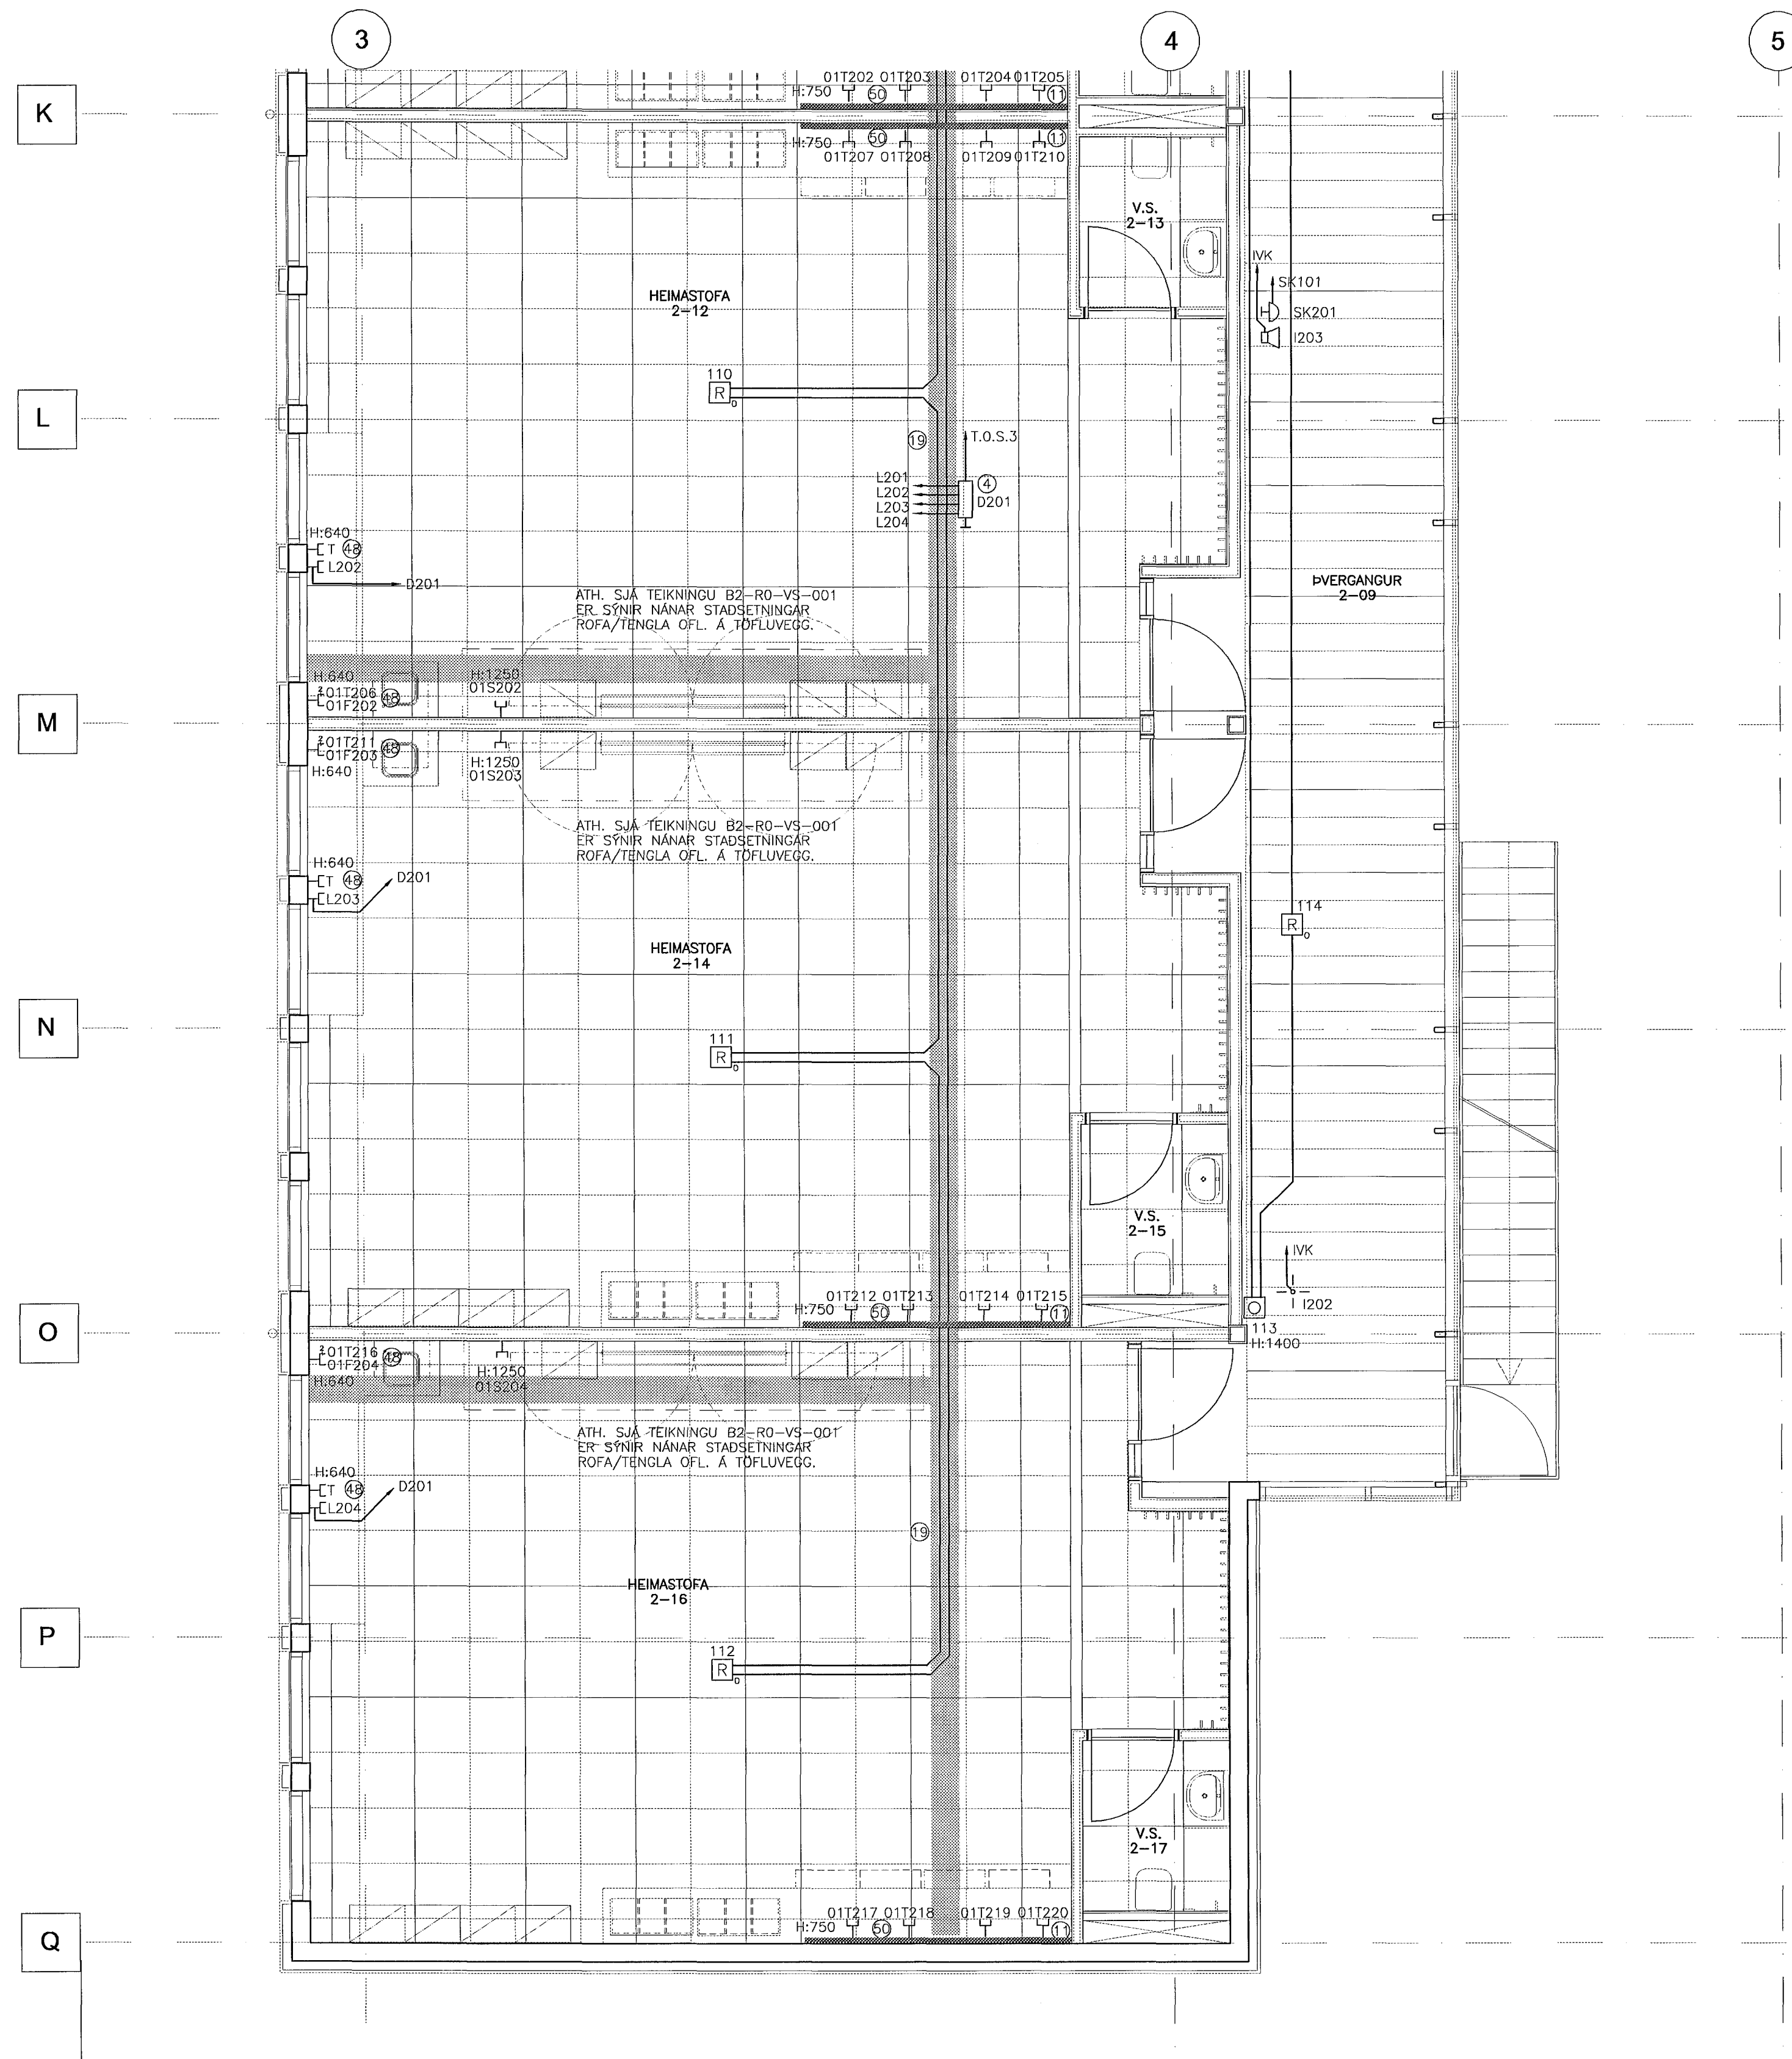 3
4
5
K
01T202 01T203 01T204 01T205
H:750 50 11
H:750 50 11
01T207 01T208 01T209 01T210
V.S.
2-13
IVK
SK101
SK201
I203
HEIMASTOFA
2-12
110
R
O
L
19
T.O.S.3
L201
L202
L203
L204
4
D201
H:640
T 48
L202
D201
ÞVERGANGUR
2-09
ATH. SJÁ TEIKNINGU B2-R0-VS-001
ER SÝNIR NÁNAR STAÐSETNINGAR
ROFA/TENGLA OFL. Á TÖFLUVEGG.
H:640
2 01T206
01F202
48
H:1250
01S202
M
2 01T211
01F203
48
H:640
H:1250
01S203
ATH. SJÁ TEIKNINGU B2-R0-VS-001
ER SÝNIR NÁNAR STAÐSETNINGAR
ROFA/TENGLA OFL. Á TÖFLUVEGG.
H:640
T 48
L203
D201
114
R
O
HEIMASTOFA
2-14
N
111
R
O
V.S.
2-15
IVK
I202
01T212 01T213 01T214 01T215
H:750 50 11
O
113
H:1400
2 01T216
01F204
48
H:640
H:1250
01S204
ATH. SJÁ TEIKNINGU B2-R0-VS-001
ER SÝNIR NÁNAR STAÐSETNINGAR
ROFA/TENGLA OFL. Á TÖFLUVEGG.
H:640
T 48
L204
D201
19
HEIMASTOFA
2-16
P
112
R
O
V.S.
2-17
01T217 01T218 01T219 01T220
H:750 50 11
Q